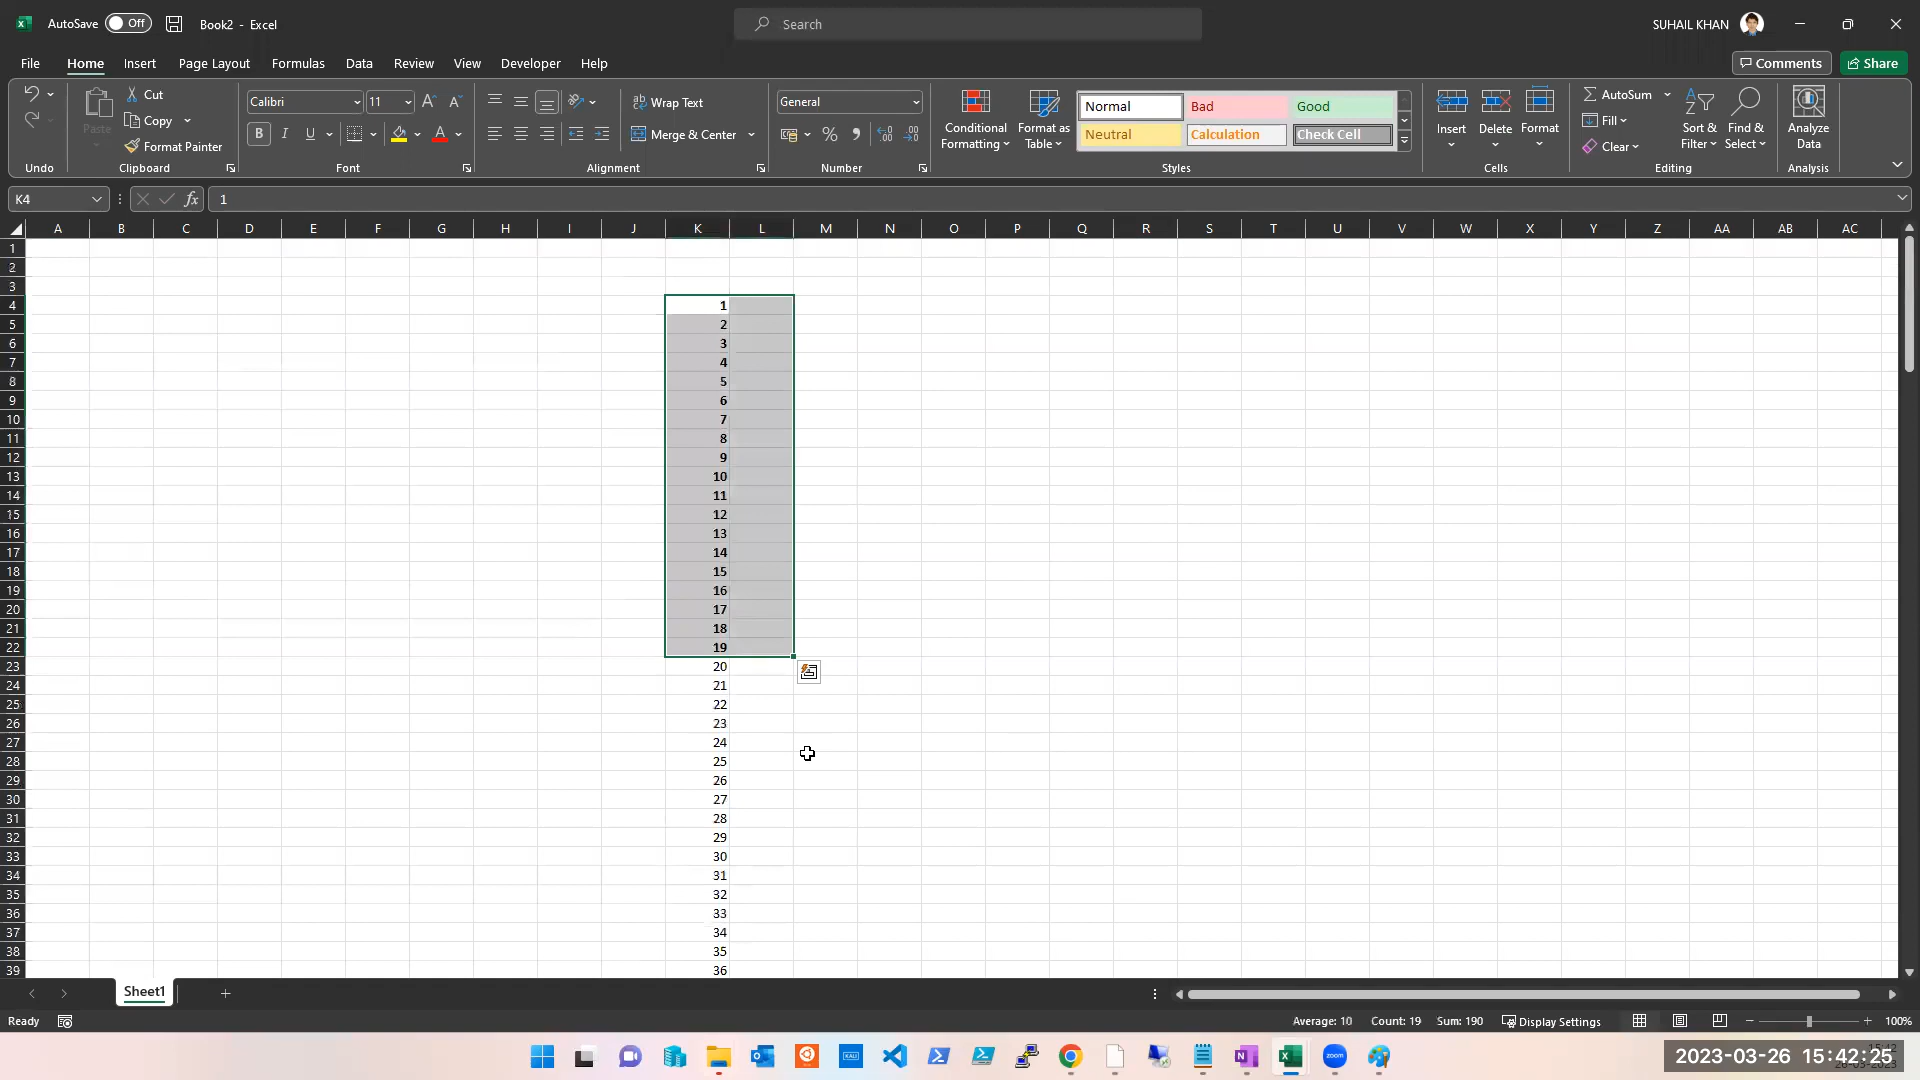 AutoSave Off Book2 - Excel Search SUHAIL KHAN
File Home Insert Page Layout Formulas Data Review View Developer Help Comments Share
Paste Cut Copy Format Painter
Calibri 11 B I U A
Wrap Text Merge & Center
General %
Conditional Formatting Format as Table
Normal Bad Good
Neutral Calculation Check Cell
Insert Delete Format
AutoSum Fill Clear
Sort & Filter Find & Select Analyze Data
Undo Clipboard Font Alignment Number Styles Cells Editing Analysis
K4 fx 1
A B C D E F G H I J K L M N O P Q R S T U V W X Y Z AA AB AC
1
2
3
4 1
5 2
6 3
7 4
8 5
9 6
10 7
11 8
12 9
13 10
14 11
15 12
16 13
17 14
18 15
19 16
20 17
21 18
22 19
23 20
24 21
25 22
26 23
27 24
28 25
29 26
30 27
31 28
32 29
33 30
34 31
35 32
36 33
37 34
38 35
39 36
Sheet1
Ready Average: 10 Count: 19 Sum: 190 Display Settings 100%
zoom
2023-03-26 15:42:25